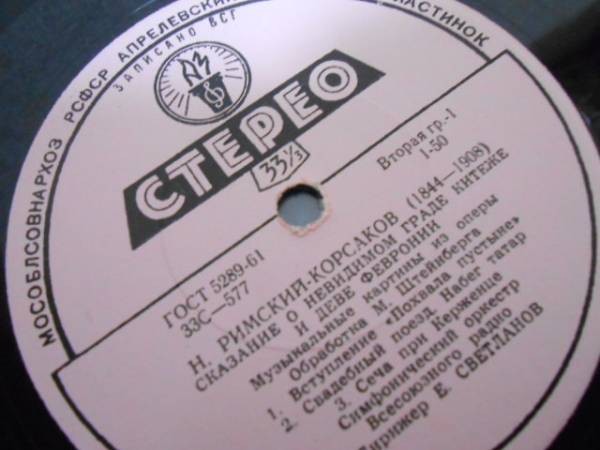 МОСОБЛСОВНАРХОЗ РСФСР АПРЕЛЕВСКИЙ ПЛАСТИНОК
ЗАПИСАНО ВСГ
АЗ
СТЕРЕО
33⅓
ГОСТ 5289-61
33С—577
Вторая гр.-1
1-50
Н. РИМСКИЙ-КОРСАКОВ (1844—1908)
СКАЗАНИЕ О НЕВИДИМОМ ГРАДЕ КИТЕЖЕ
И ДЕВЕ ФЕВРОНИИ
Музыкальные картины из оперы
Обработка М. Штейнберга
1. Вступление «Похвала пустыне»
2. Свадебный поезд. Набег татар
3. Сеча при Керженце
Симфонический оркестр
Всесоюзного радио
Дирижер Е. СВЕТЛАНОВ